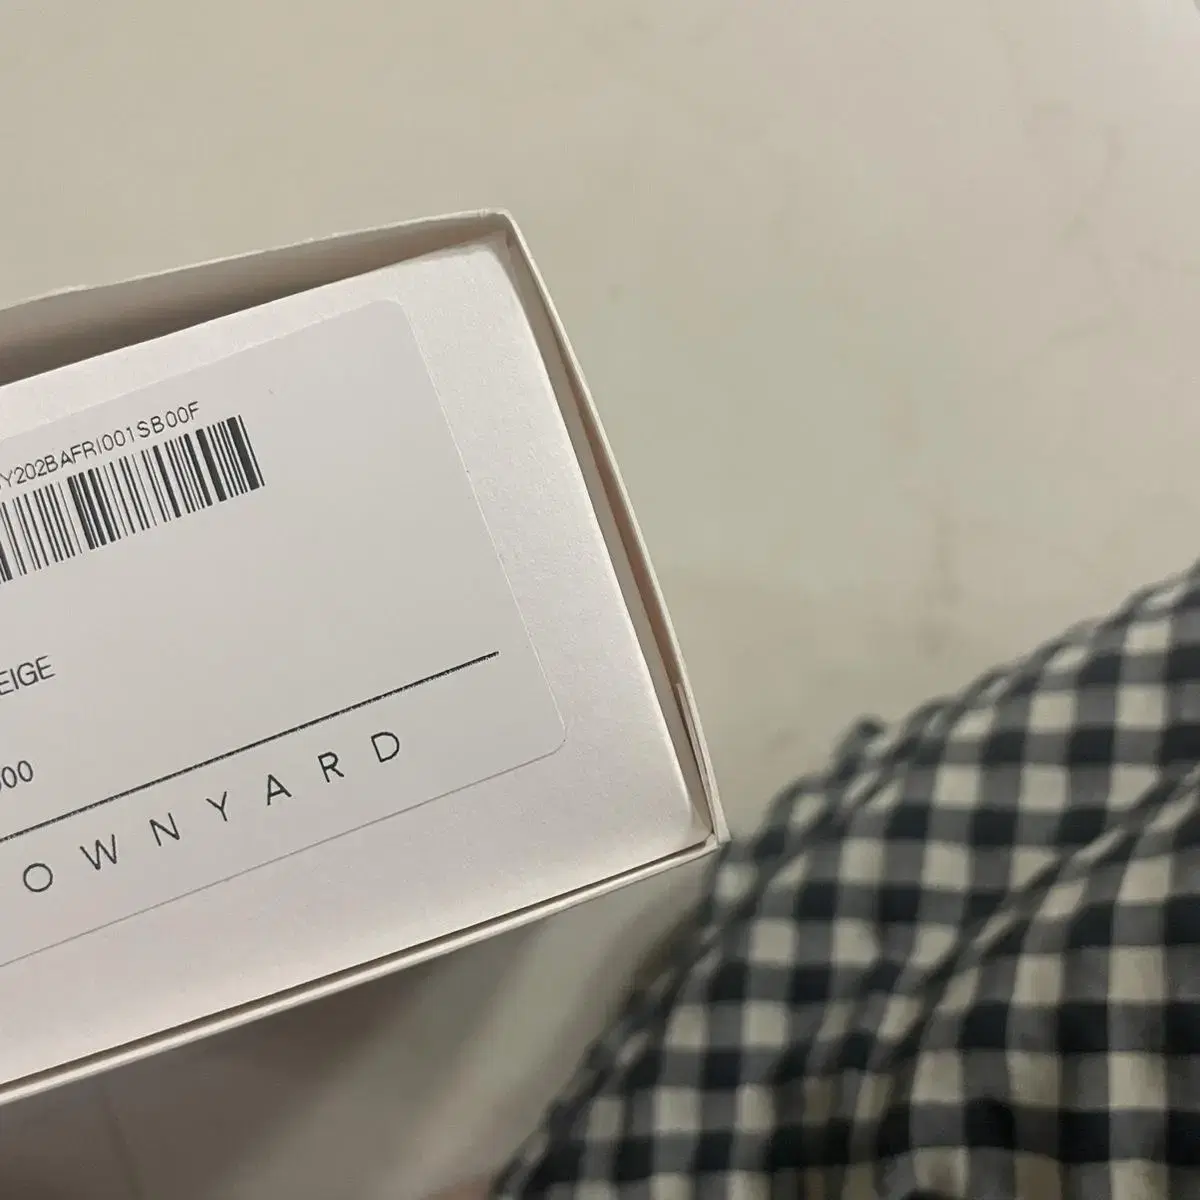 Y202BAFRI001SB00F
EIGE
00
OWNYARD